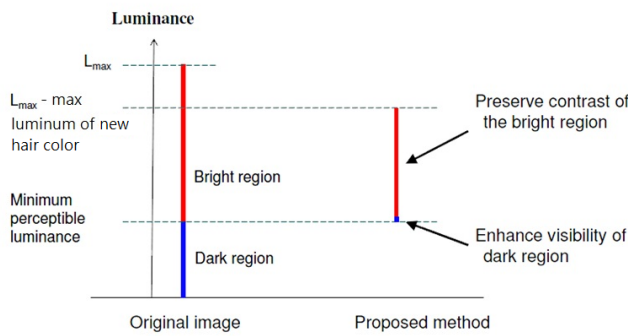 Luminance
Lmax
Lmax - max
luminum of new
hair color
Preserve contrast of
the bright region
Bright region
Minimum
perceptible
luminance
Enhance visibility of
dark region
Dark region
Original image
Proposed method